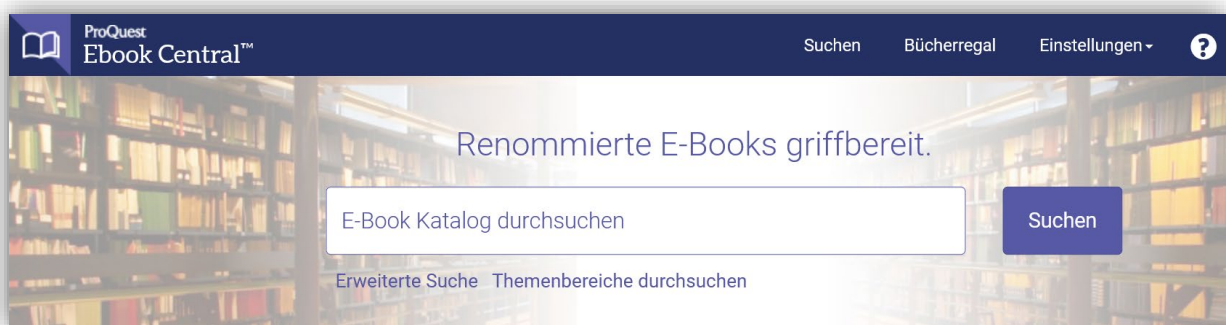 ProQuest
Ebook Central™
Suchen Bücherregal Einstellungen ?
Renommierte E-Books griffbereit.
E-Book Katalog durchsuchen
Suchen
Erweiterte Suche Themenbereiche durchsuchen